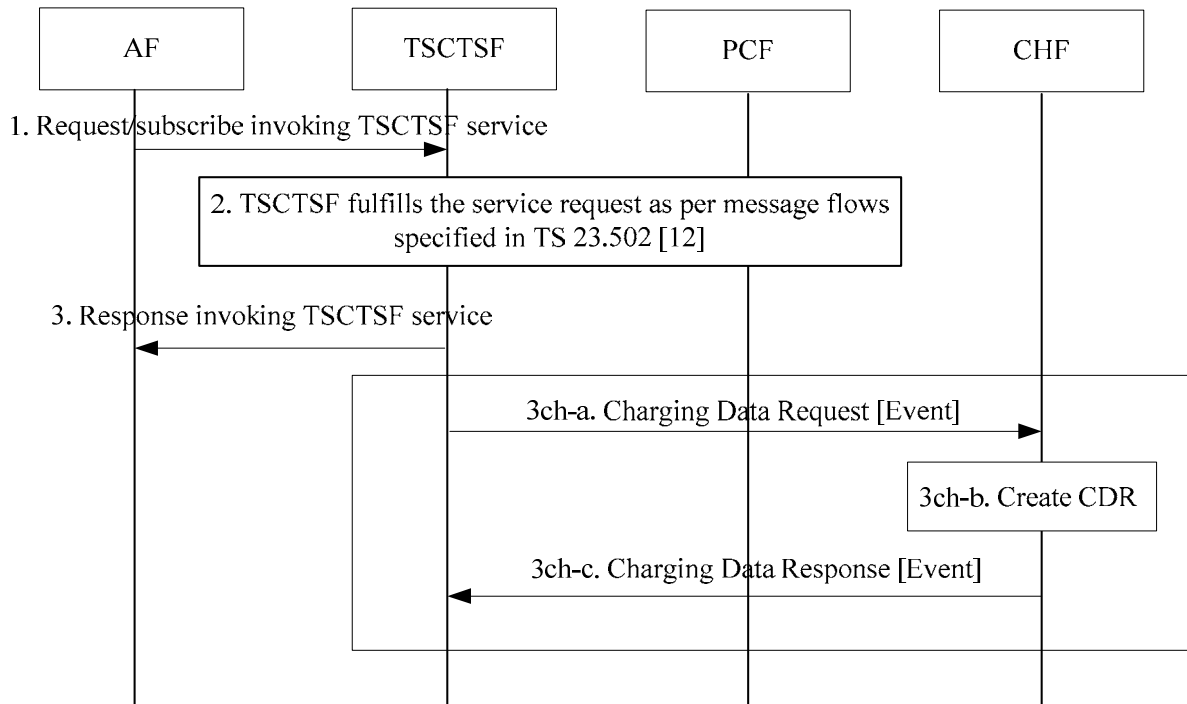 AF
TSCTSF
PCF
CHF
1. Request/subscribe invoking TSCTSF service
2. TSCTSF fulfills the service request as per message flows
specified in TS 23.502 [12]
3. Response invoking TSCTSF service
3ch-a. Charging Data Request [Event]
3ch-b. Create CDR
3ch-c. Charging Data Response [Event]